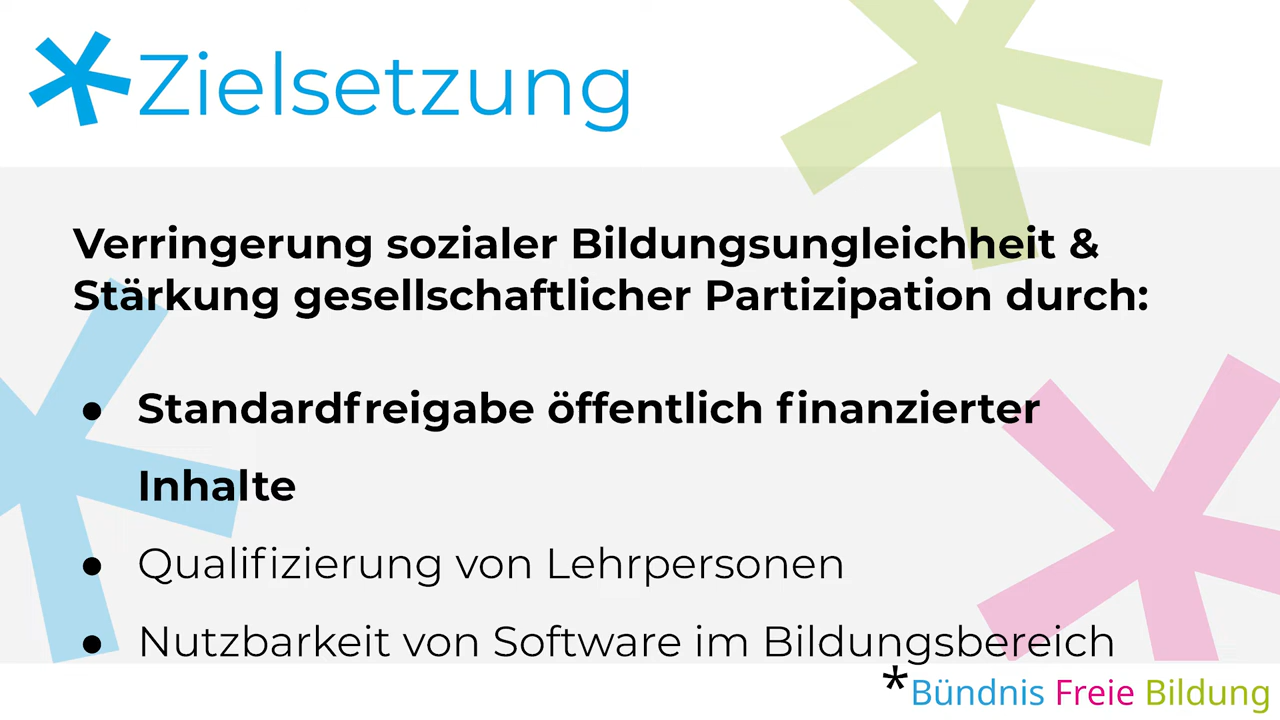 *Zielsetzung
Verringerung sozialer Bildungsungleichheit &
Stärkung gesellschaftlicher Partizipation durch:
● Standardfreigabe öffentlich finanzierter
Inhalte
● Qualifizierung von Lehrpersonen
● Nutzbarkeit von Software im Bildungsbereich
*Bündnis Freie Bildung